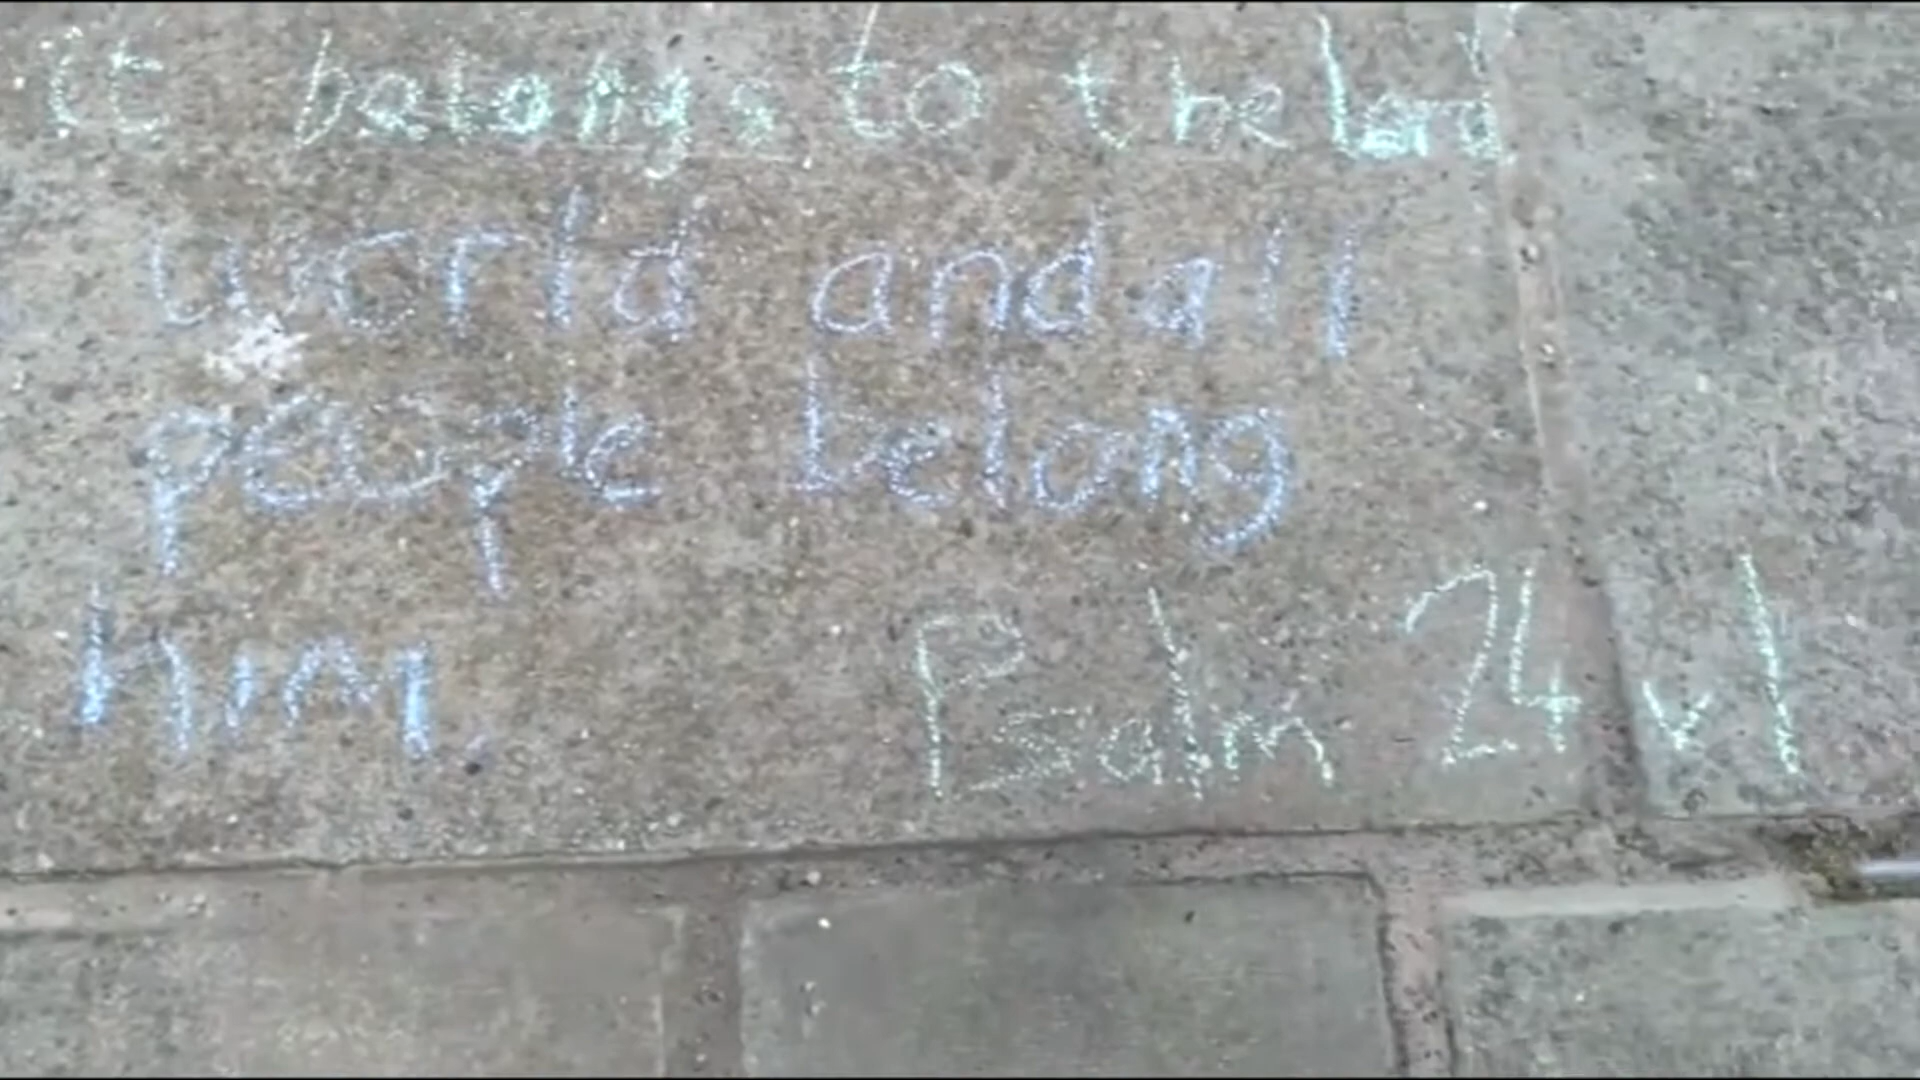 it belongs to the Lord
world and all
people belong
him.
Psalm 24 v1